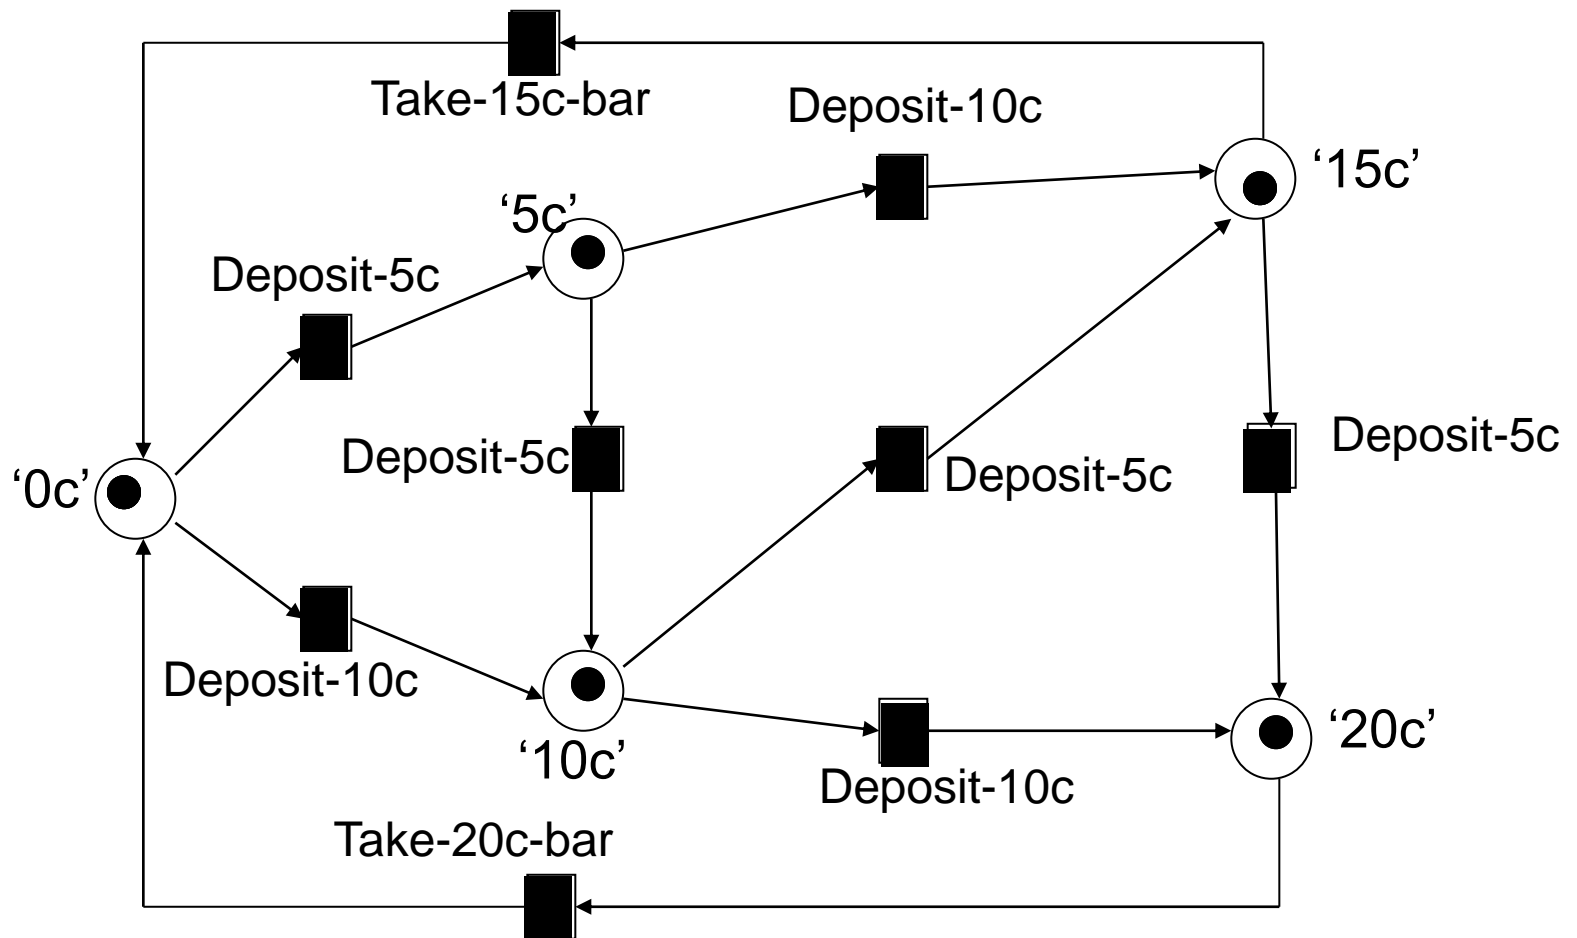 Take-15c-bar
Deposit-10c
‘15c’
‘5c’
Deposit-5c
Deposit-5c
Deposit-5c
Deposit-5c
‘0c’
Deposit-10c
‘10c’
‘20c’
Deposit-10c
Take-20c-bar